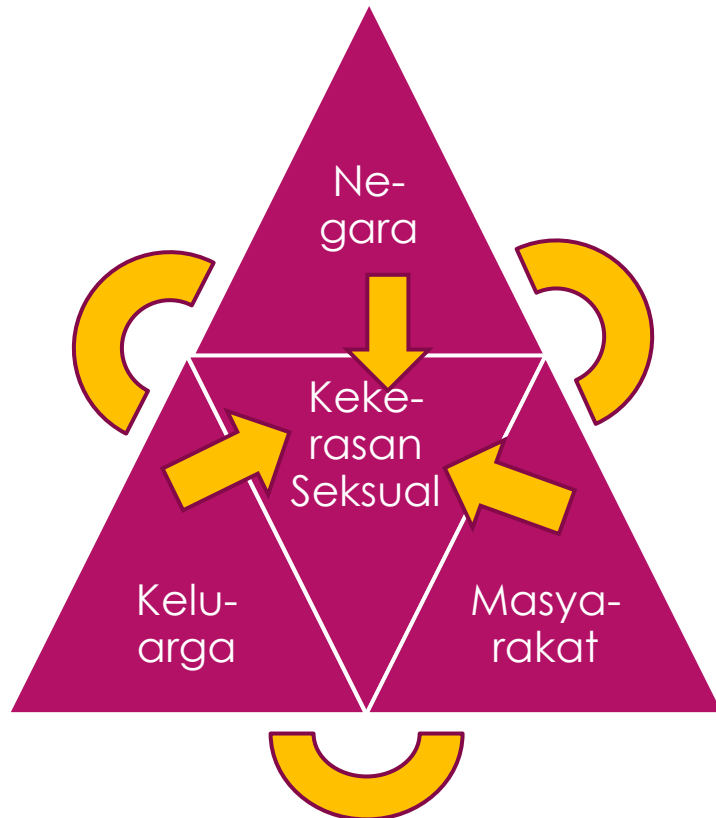 Ne-
gara
Keke-
rasan
Seksual
Kelu-
arga
Masya-
rakat